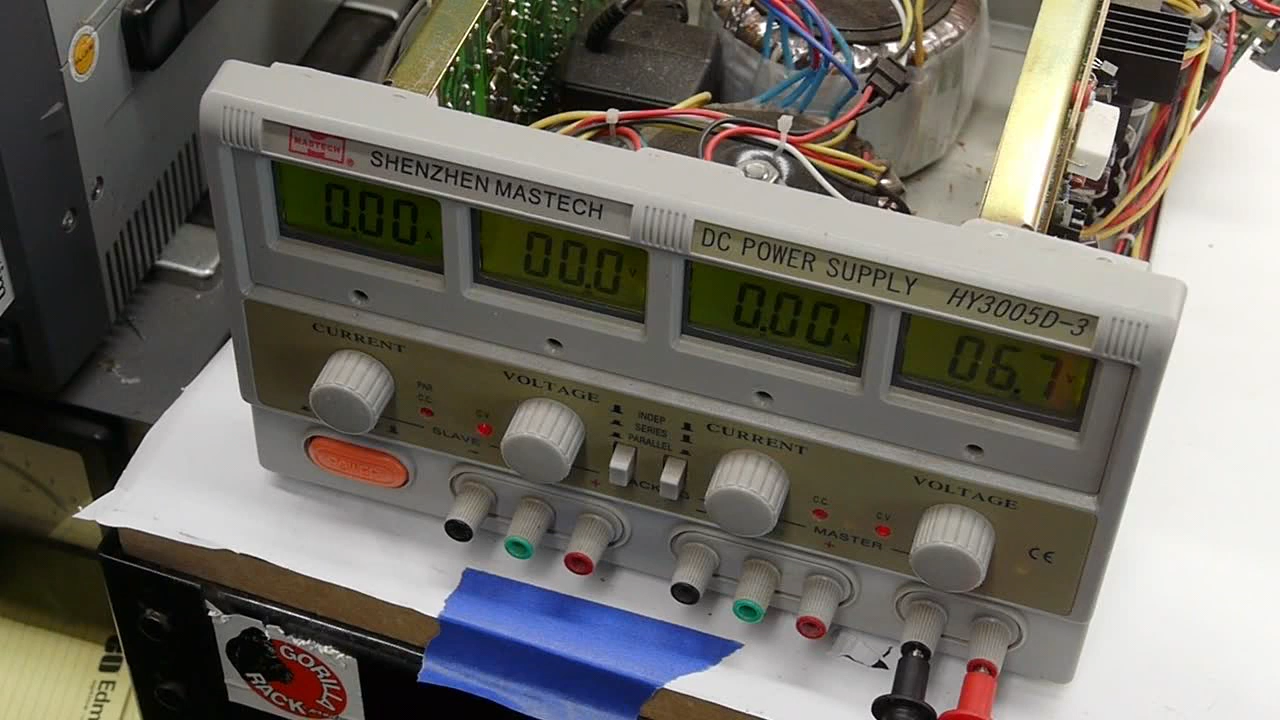 MASTECH
SHENZHEN MASTECH
DC POWER SUPPLY HY3005D-3
0.00 A
00.0 V
0.00 A
06.7 V
CURRENT
PAR
C.C.
C.V
VOLTAGE
INDEP
SERIES
PARALLEL
CURRENT
C.C.
C.V
VOLTAGE
SLAVE
MASTER
CE
GORILLA
RACK
Edm